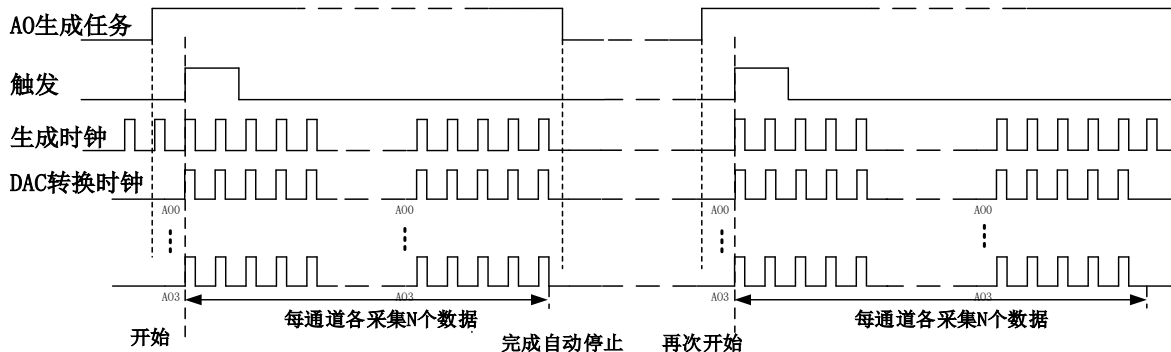 AO生成任务
触发
生成时钟
DAC转换时钟
AO0
AO0
AO0
AO0
AO3
AO3
AO3
AO3
每通道各采集N个数据
每通道各采集N个数据
开始
完成自动停止
再次开始